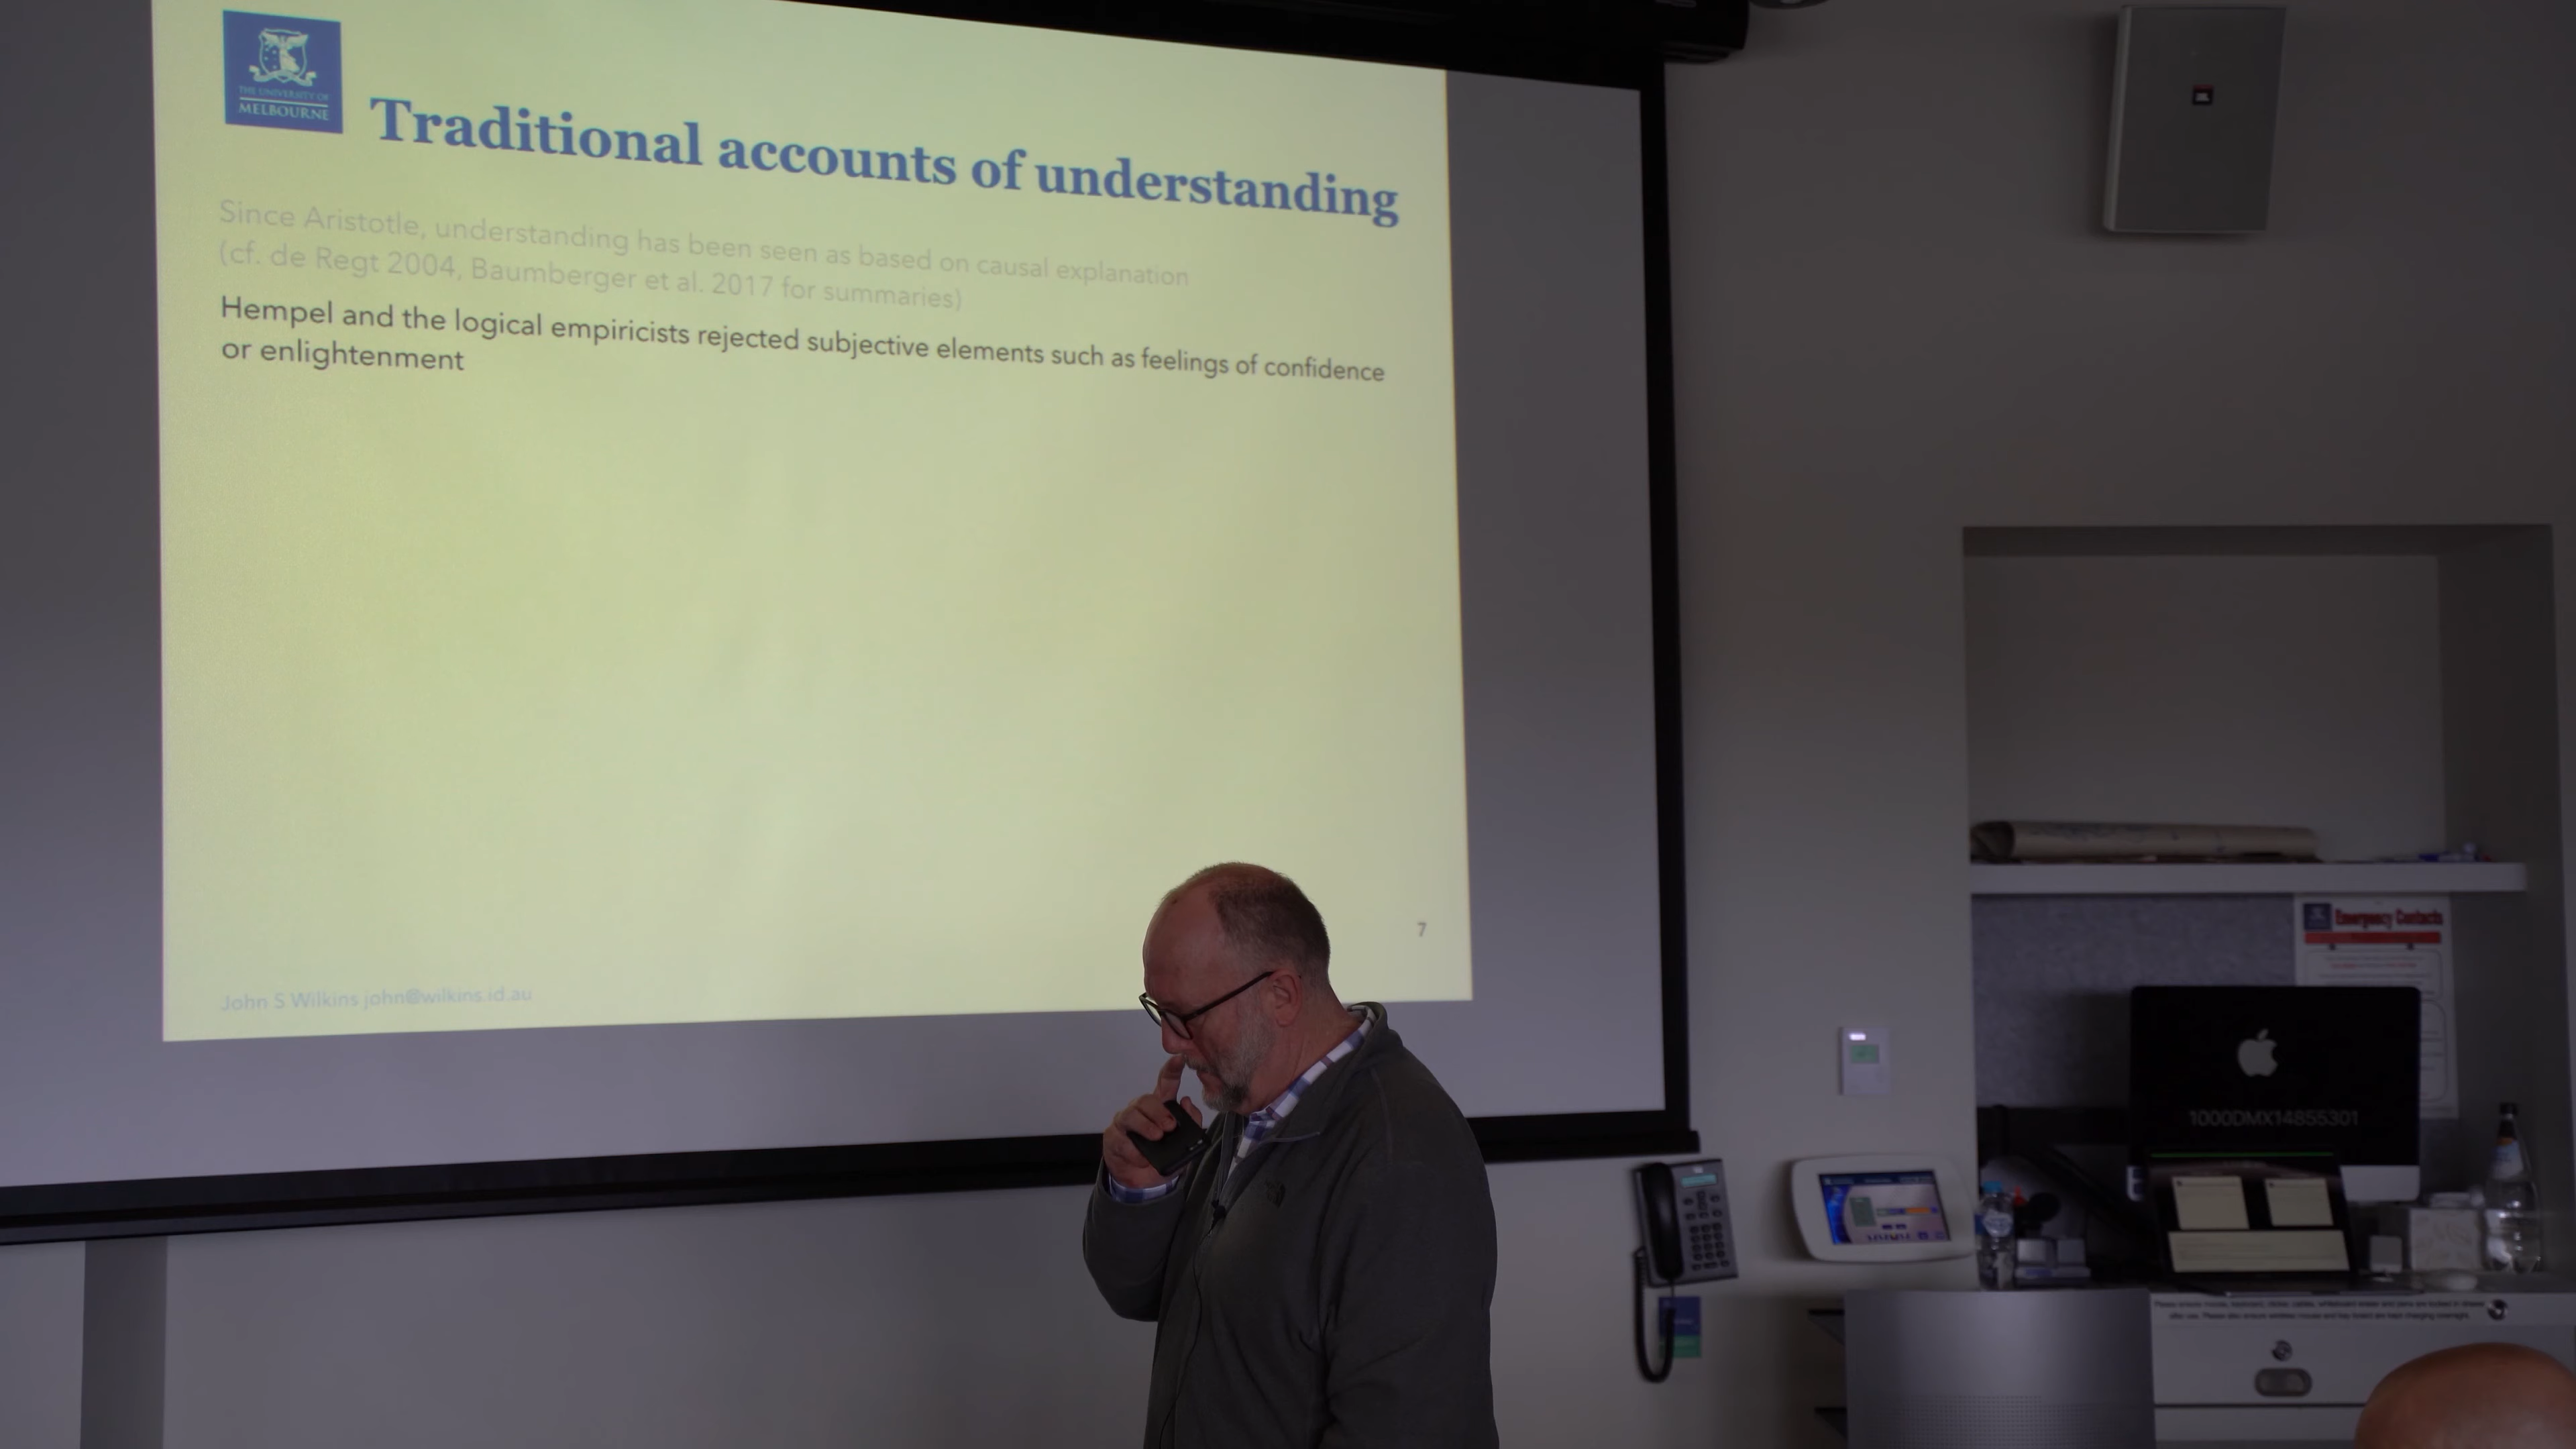 THE UNIVERSITY OF
MELBOURNE
Traditional accounts of understanding
Since Aristotle, understanding has been seen as based on causal explanation
(cf. de Regt 2004, Baumberger et al. 2017 for summaries)
Hempel and the logical empiricists rejected subjective elements such as feelings of confidence
or enlightenment
7
John S Wilkins john@wilkins.id.au
Emergency Contacts
1000DMX14855301